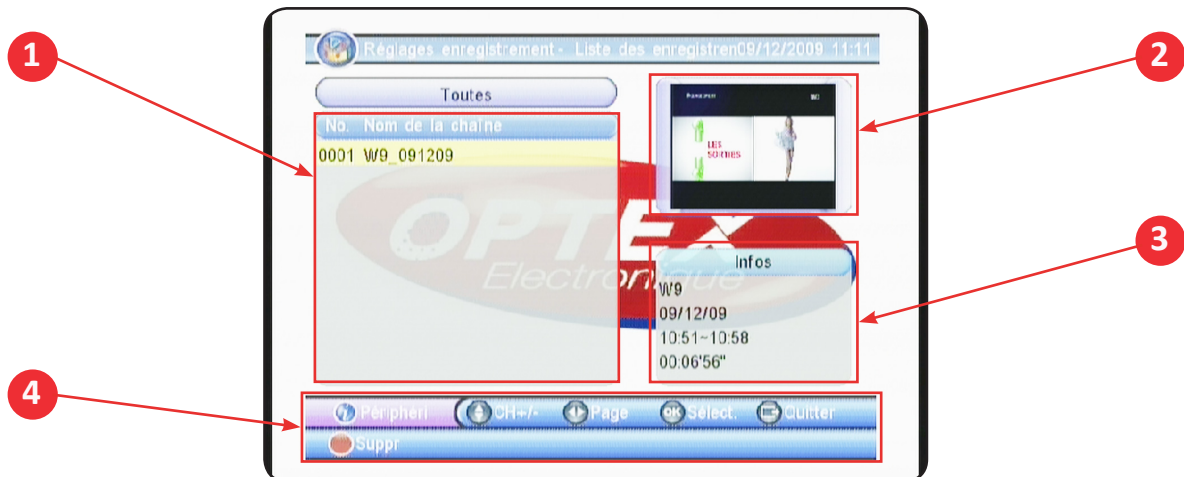 Réglages enregistrement - Liste des enregistren09/12/2009 11:11
1
2
Toutes
No. Nom de la chaîne
0001 W9_091209
LES
SORTIES
OPTEX
Electronique
3
Infos
W9
09/12/09
10:51~10:58
00:06'56"
4
Périphéri CH+/- Page OK Sélect. Quitter
Suppr